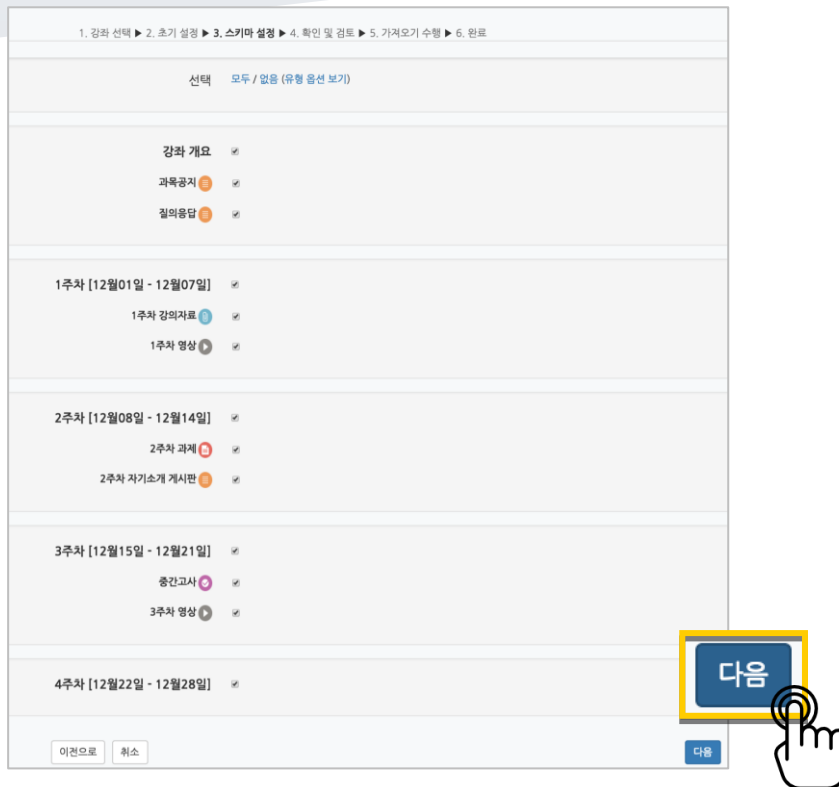 1. 강좌 선택 ▶ 2. 초기 설정 ▶ 3. 스키마 설정 ▶ 4. 확인 및 검토 ▶ 5. 가져오기 수행 ▶ 6. 완료
선택 모두 / 없음 (유형 옵션 보기)
강좌 개요
과목공지
질의응답
1주차 [12월01일 - 12월07일]
1주차 강의자료
1주차 영상
2주차 [12월08일 - 12월14일]
2주차 과제
2주차 자기소개 게시판
3주차 [12월15일 - 12월21일]
중간고사
3주차 영상
4주차 [12월22일 - 12월28일]
다음
이전으로 취소 다음